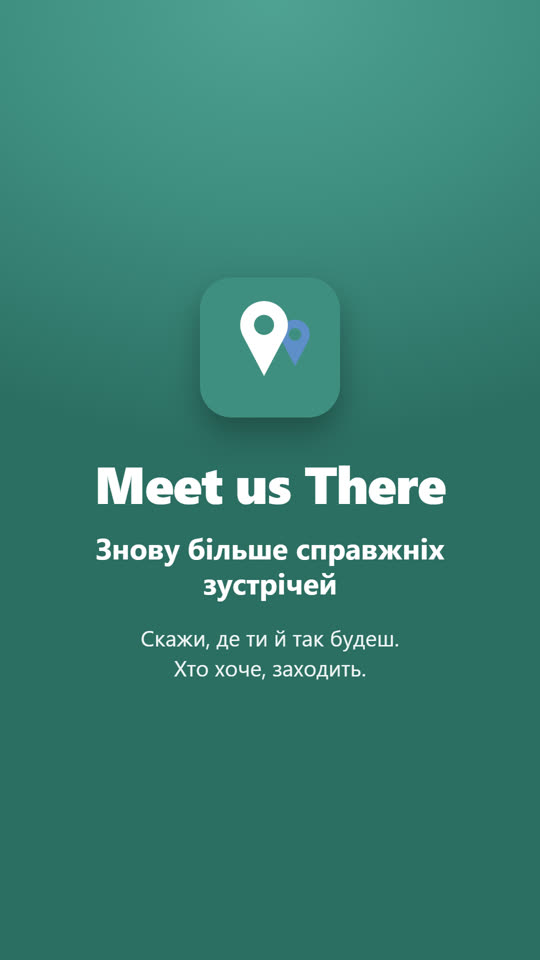 Meet us There
Знову більше справжніх
зустрічей
Скажи, де ти й так будеш.
Хто хоче, заходить.